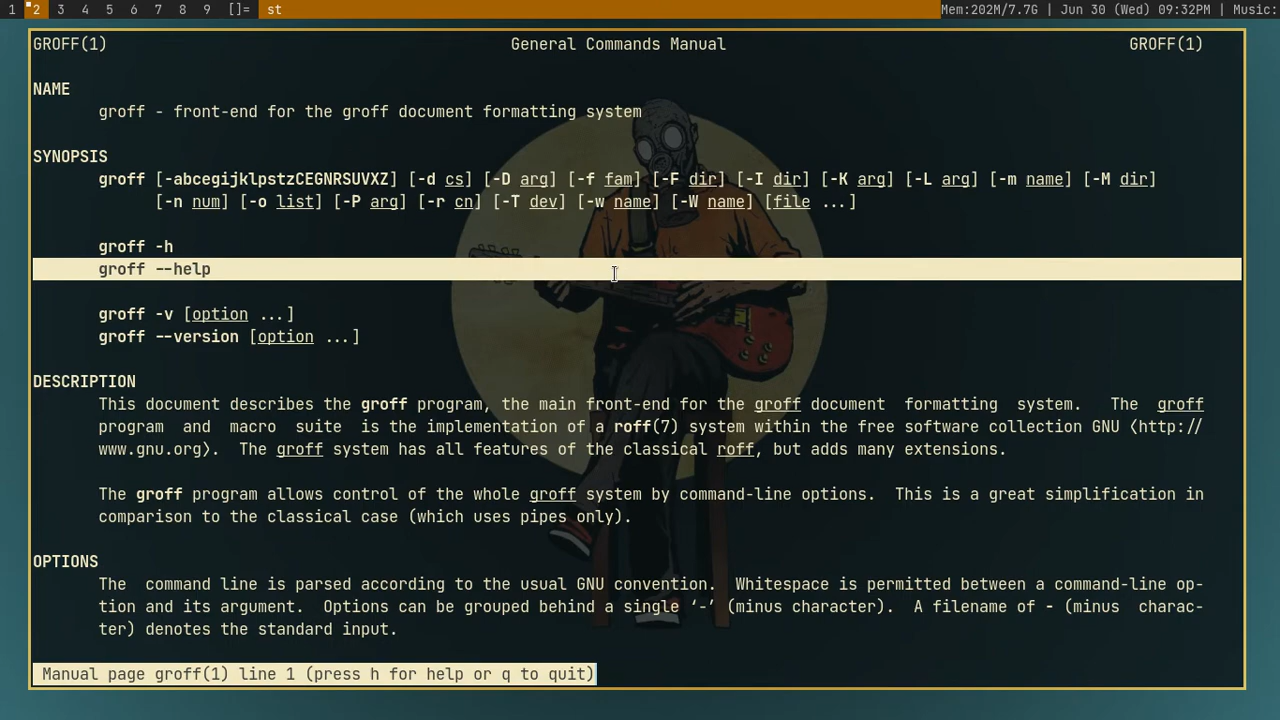 1 2 3 4 5 6 7 8 9 []= st Mem:202M/7.7G | Jun 30 (Wed) 09:32PM | Music:
GROFF(1) General Commands Manual GROFF(1)
NAME
groff - front-end for the groff document formatting system
SYNOPSIS
groff [-abcegijklpstzCEGNRSUVXZ] [-d cs] [-D arg] [-f fam] [-F dir] [-I dir] [-K arg] [-L arg] [-m name] [-M dir]
[-n num] [-o list] [-P arg] [-r cn] [-T dev] [-w name] [-W name] [file ...]
groff -h
groff --help
groff -v [option ...]
groff --version [option ...]
DESCRIPTION
This document describes the groff program, the main front-end for the groff document formatting system. The groff
program and macro suite is the implementation of a roff(7) system within the free software collection GNU ⟨http://
www.gnu.org⟩. The groff system has all features of the classical roff, but adds many extensions.
The groff program allows control of the whole groff system by command-line options. This is a great simplification in
comparison to the classical case (which uses pipes only).
OPTIONS
The command line is parsed according to the usual GNU convention. Whitespace is permitted between a command-line op-
tion and its argument. Options can be grouped behind a single ‘-’ (minus character). A filename of - (minus charac-
ter) denotes the standard input.
Manual page groff(1) line 1 (press h for help or q to quit)